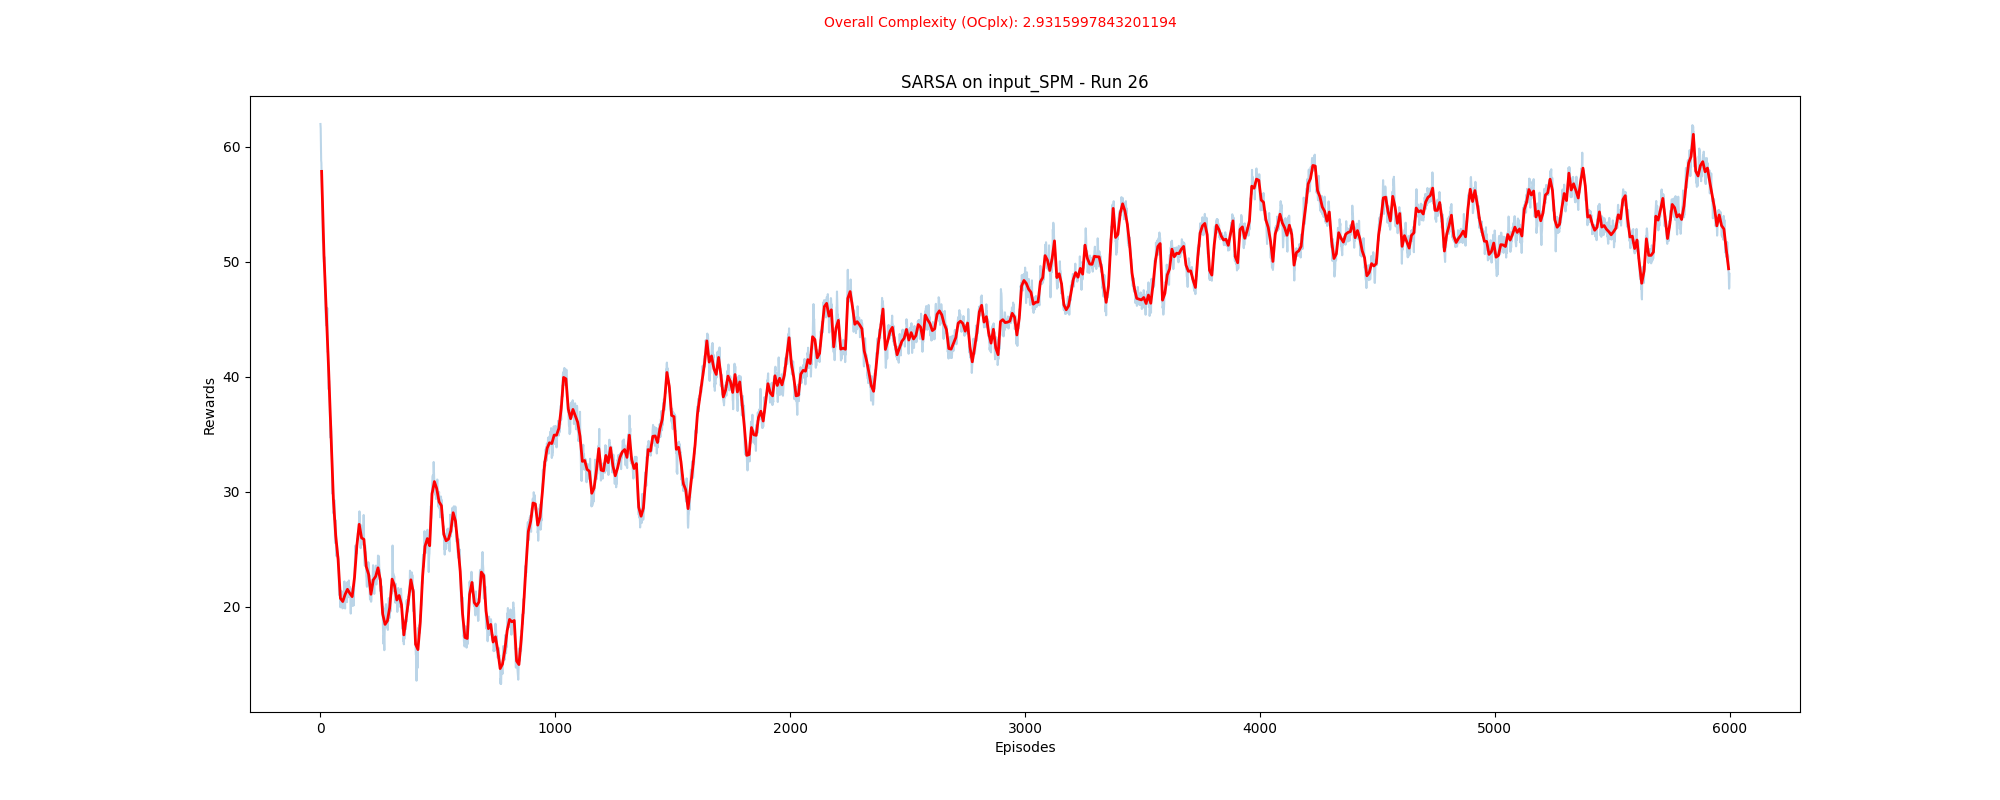 Overall Complexity (OCplx): 2.9315997843201194
SARSA on input_SPM - Run 26
60
50
40
30
20
Rewards
0 1000 2000 3000 4000 5000 6000
Episodes